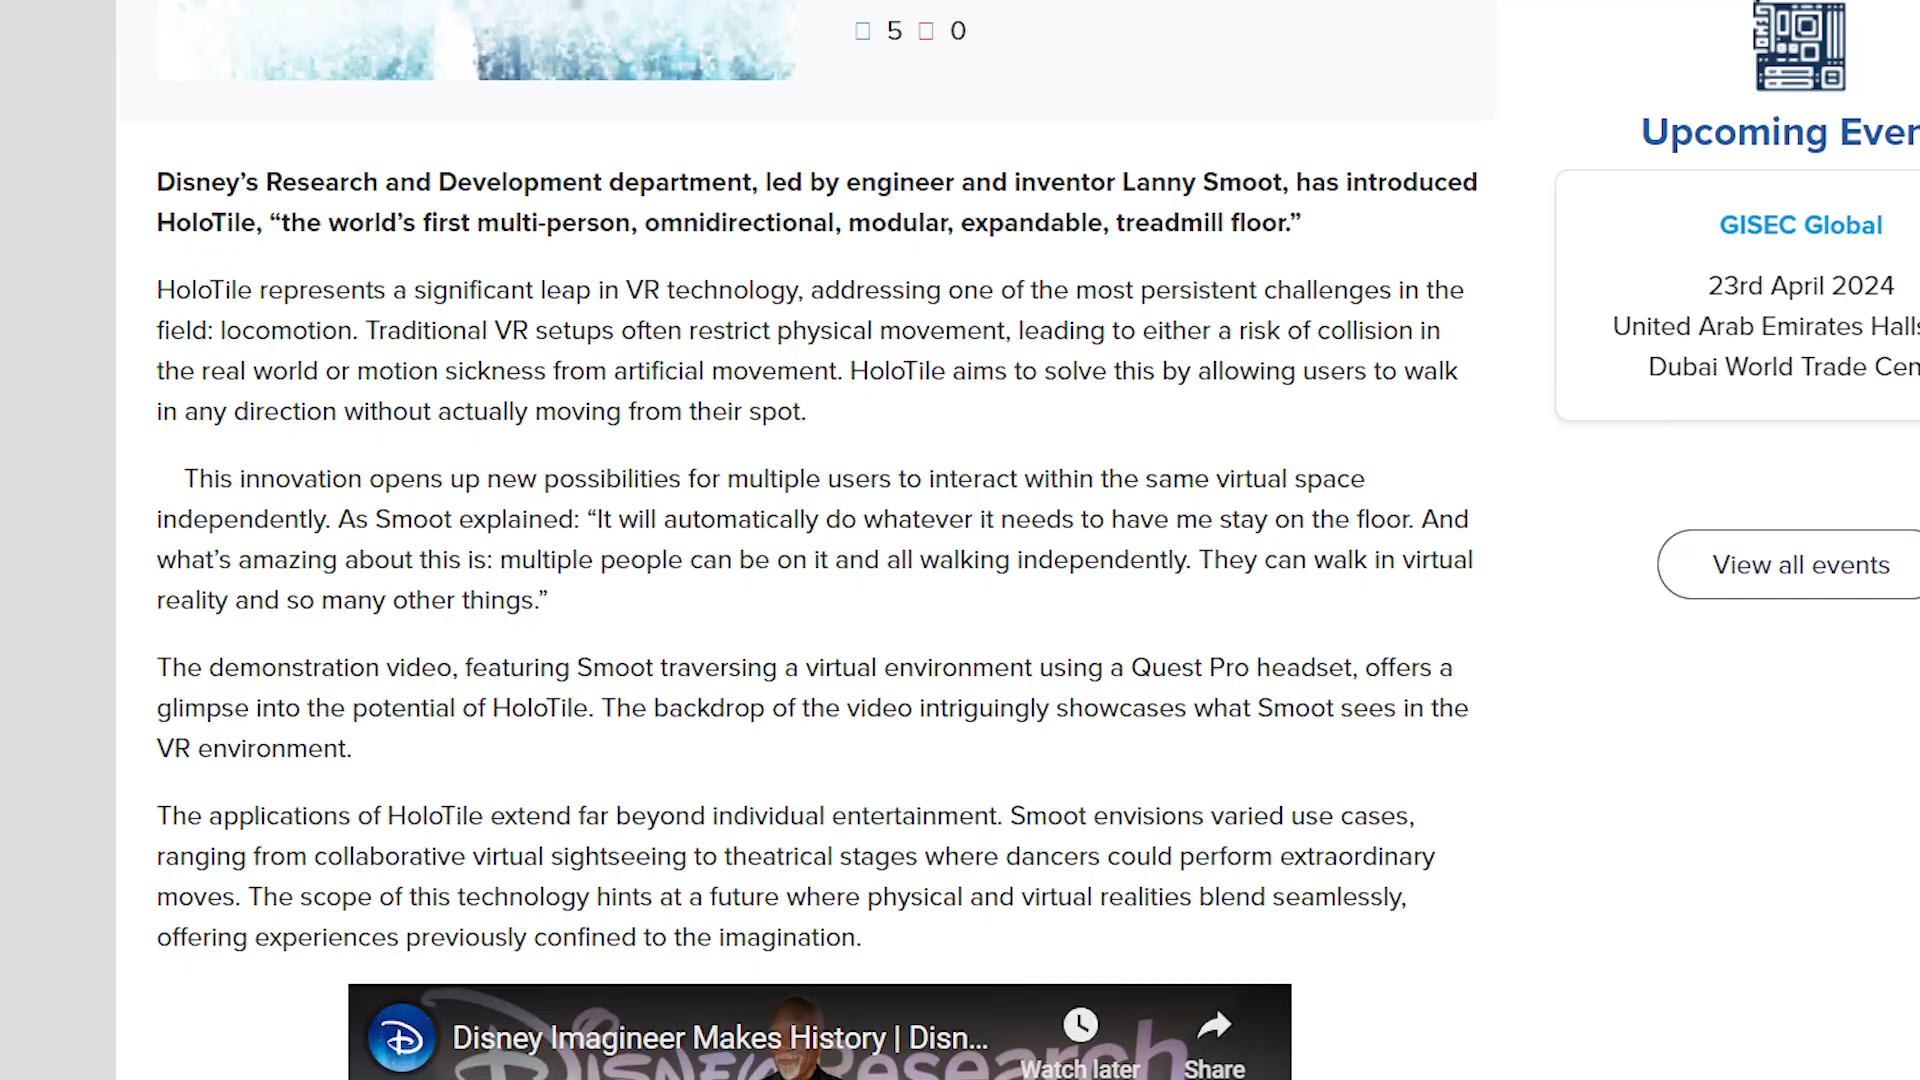 5 0
Upcoming Even
Disney’s Research and Development department, led by engineer and inventor Lanny Smoot, has introduced
HoloTile, “the world’s first multi-person, omnidirectional, modular, expandable, treadmill floor.”
GISEC Global
23rd April 2024
United Arab Emirates Halls
Dubai World Trade Cen
HoloTile represents a significant leap in VR technology, addressing one of the most persistent challenges in the
field: locomotion. Traditional VR setups often restrict physical movement, leading to either a risk of collision in
the real world or motion sickness from artificial movement. HoloTile aims to solve this by allowing users to walk
in any direction without actually moving from their spot.
This innovation opens up new possibilities for multiple users to interact within the same virtual space
independently. As Smoot explained: “It will automatically do whatever it needs to have me stay on the floor. And
what’s amazing about this is: multiple people can be on it and all walking independently. They can walk in virtual
reality and so many other things.”
View all events
The demonstration video, featuring Smoot traversing a virtual environment using a Quest Pro headset, offers a
glimpse into the potential of HoloTile. The backdrop of the video intriguingly showcases what Smoot sees in the
VR environment.
The applications of HoloTile extend far beyond individual entertainment. Smoot envisions varied use cases,
ranging from collaborative virtual sightseeing to theatrical stages where dancers could perform extraordinary
moves. The scope of this technology hints at a future where physical and virtual realities blend seamlessly,
offering experiences previously confined to the imagination.
Disney Imagineer Makes History | Disn...
Watch later
Share